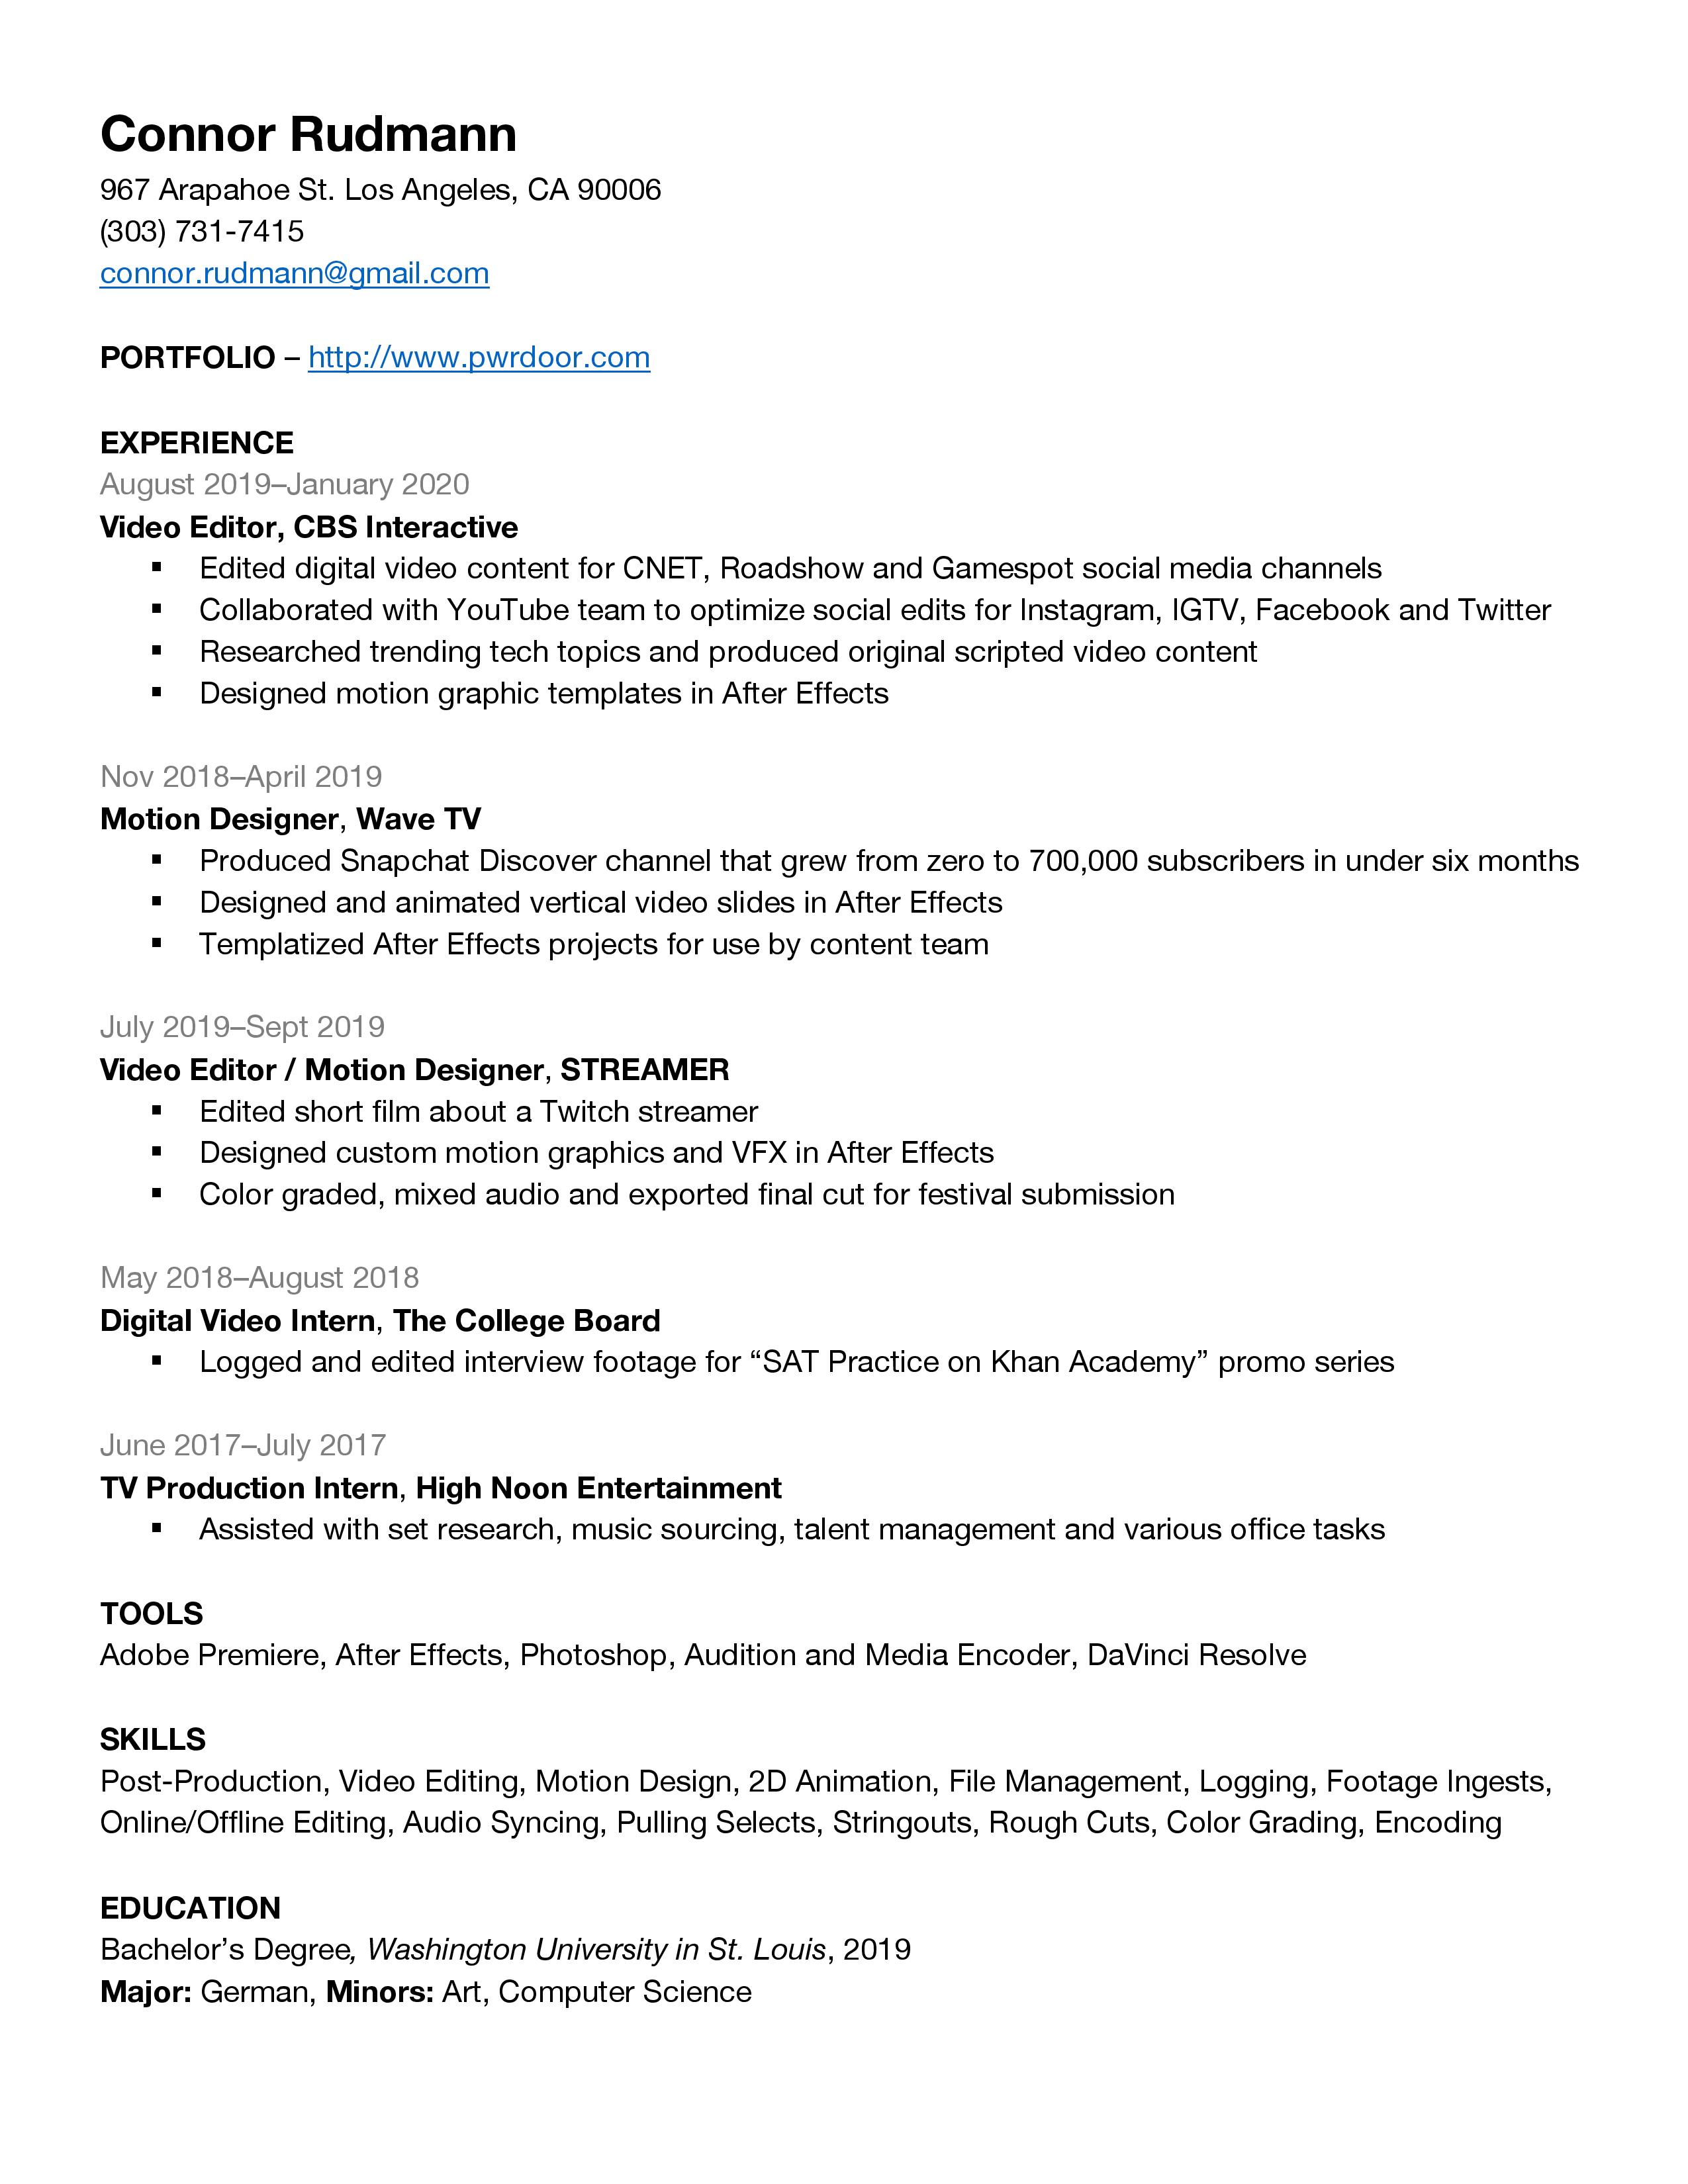 Connor Rudmann
967 Arapahoe St. Los Angeles, CA 90006
(303) 731-7415
connor.rudmann@gmail.com
PORTFOLIO – http://www.pwrdoor.com
EXPERIENCE
August 2019–January 2020
Video Editor, CBS Interactive
▪ Edited digital video content for CNET, Roadshow and Gamespot social media channels
▪ Collaborated with YouTube team to optimize social edits for Instagram, IGTV, Facebook and Twitter
▪ Researched trending tech topics and produced original scripted video content
▪ Designed motion graphic templates in After Effects
Nov 2018–April 2019
Motion Designer, Wave TV
▪ Produced Snapchat Discover channel that grew from zero to 700,000 subscribers in under six months
▪ Designed and animated vertical video slides in After Effects
▪ Templatized After Effects projects for use by content team
July 2019–Sept 2019
Video Editor / Motion Designer, STREAMER
▪ Edited short film about a Twitch streamer
▪ Designed custom motion graphics and VFX in After Effects
▪ Color graded, mixed audio and exported final cut for festival submission
May 2018–August 2018
Digital Video Intern, The College Board
▪ Logged and edited interview footage for “SAT Practice on Khan Academy” promo series
June 2017–July 2017
TV Production Intern, High Noon Entertainment
▪ Assisted with set research, music sourcing, talent management and various office tasks
TOOLS
Adobe Premiere, After Effects, Photoshop, Audition and Media Encoder, DaVinci Resolve
SKILLS
Post-Production, Video Editing, Motion Design, 2D Animation, File Management, Logging, Footage Ingests,
Online/Offline Editing, Audio Syncing, Pulling Selects, Stringouts, Rough Cuts, Color Grading, Encoding
EDUCATION
Bachelor’s Degree, Washington University in St. Louis, 2019
Major: German, Minors: Art, Computer Science